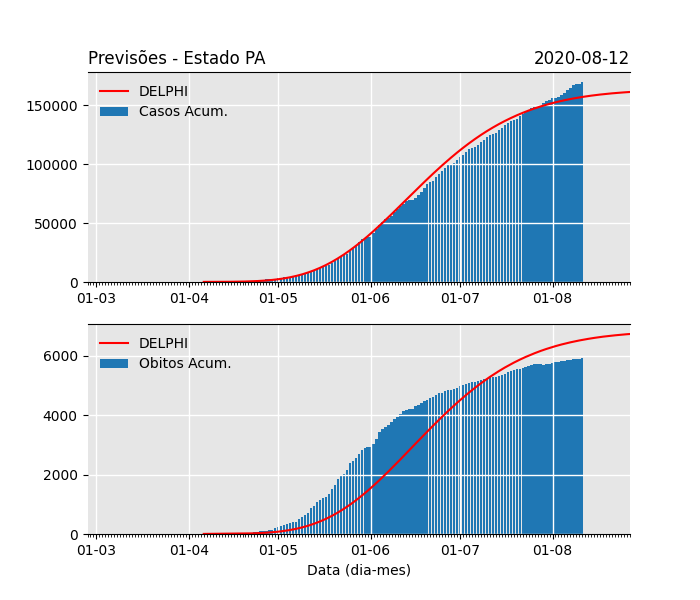 Previsões - Estado PA 2020-08-12
DELPHI
Casos Acum.
150000
100000
50000
0
01-03 01-04 01-05 01-06 01-07 01-08
DELPHI
Obitos Acum.
6000
4000
2000
0
01-03 01-04 01-05 01-06 01-07 01-08
Data (dia-mes)